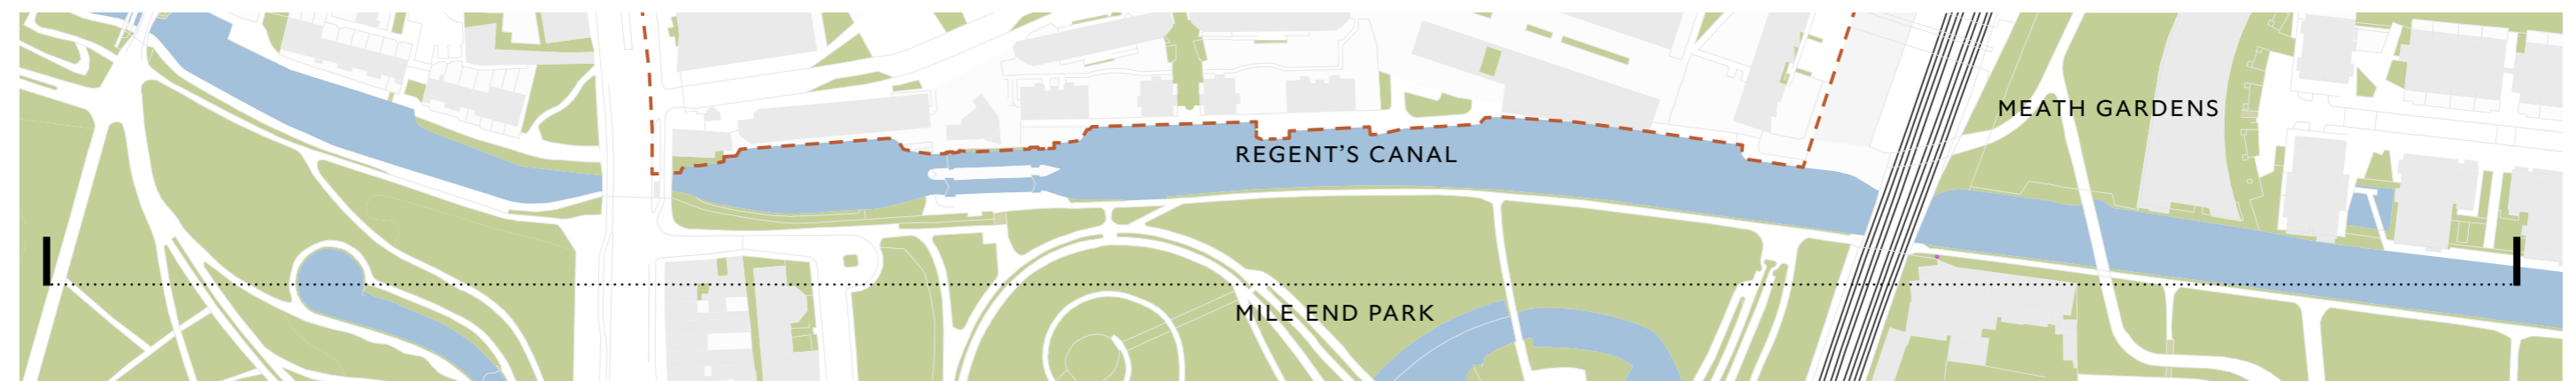 MEATH GARDENS
REGENT'S CANAL
MILE END PARK